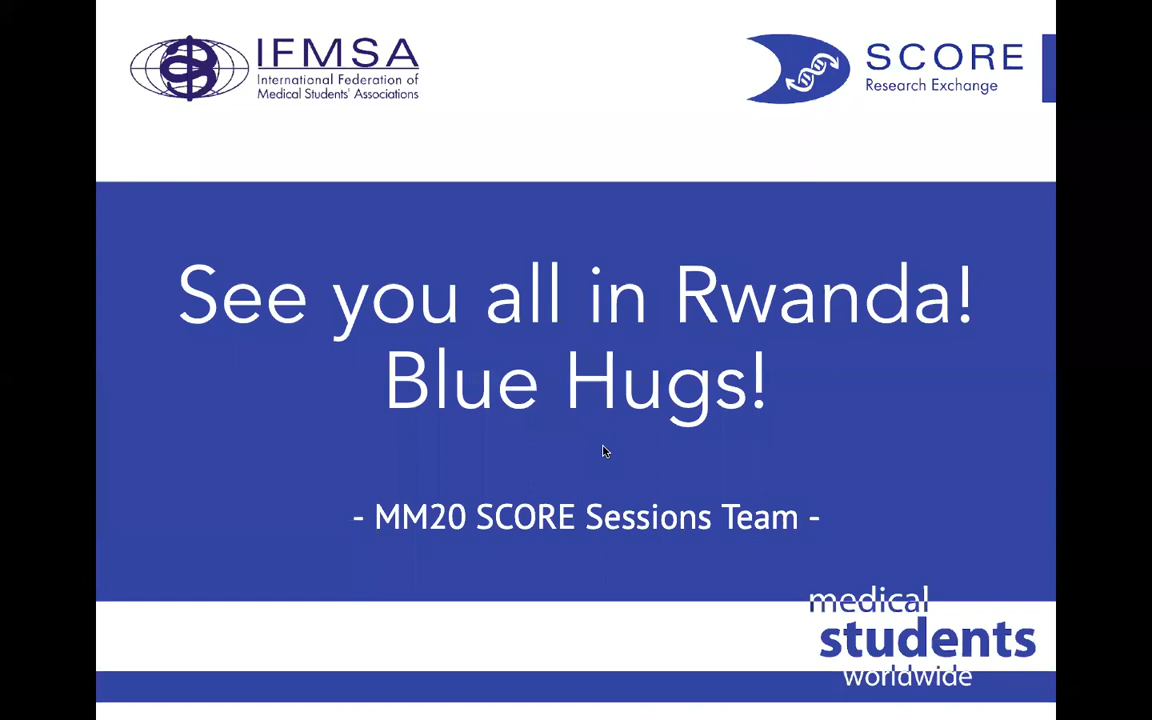 IFMSA
International Federation of
Medical Students' Associations
SCORE
Research Exchange
See you all in Rwanda!
Blue Hugs!
- MM20 SCORE Sessions Team -
medical
students
worldwide